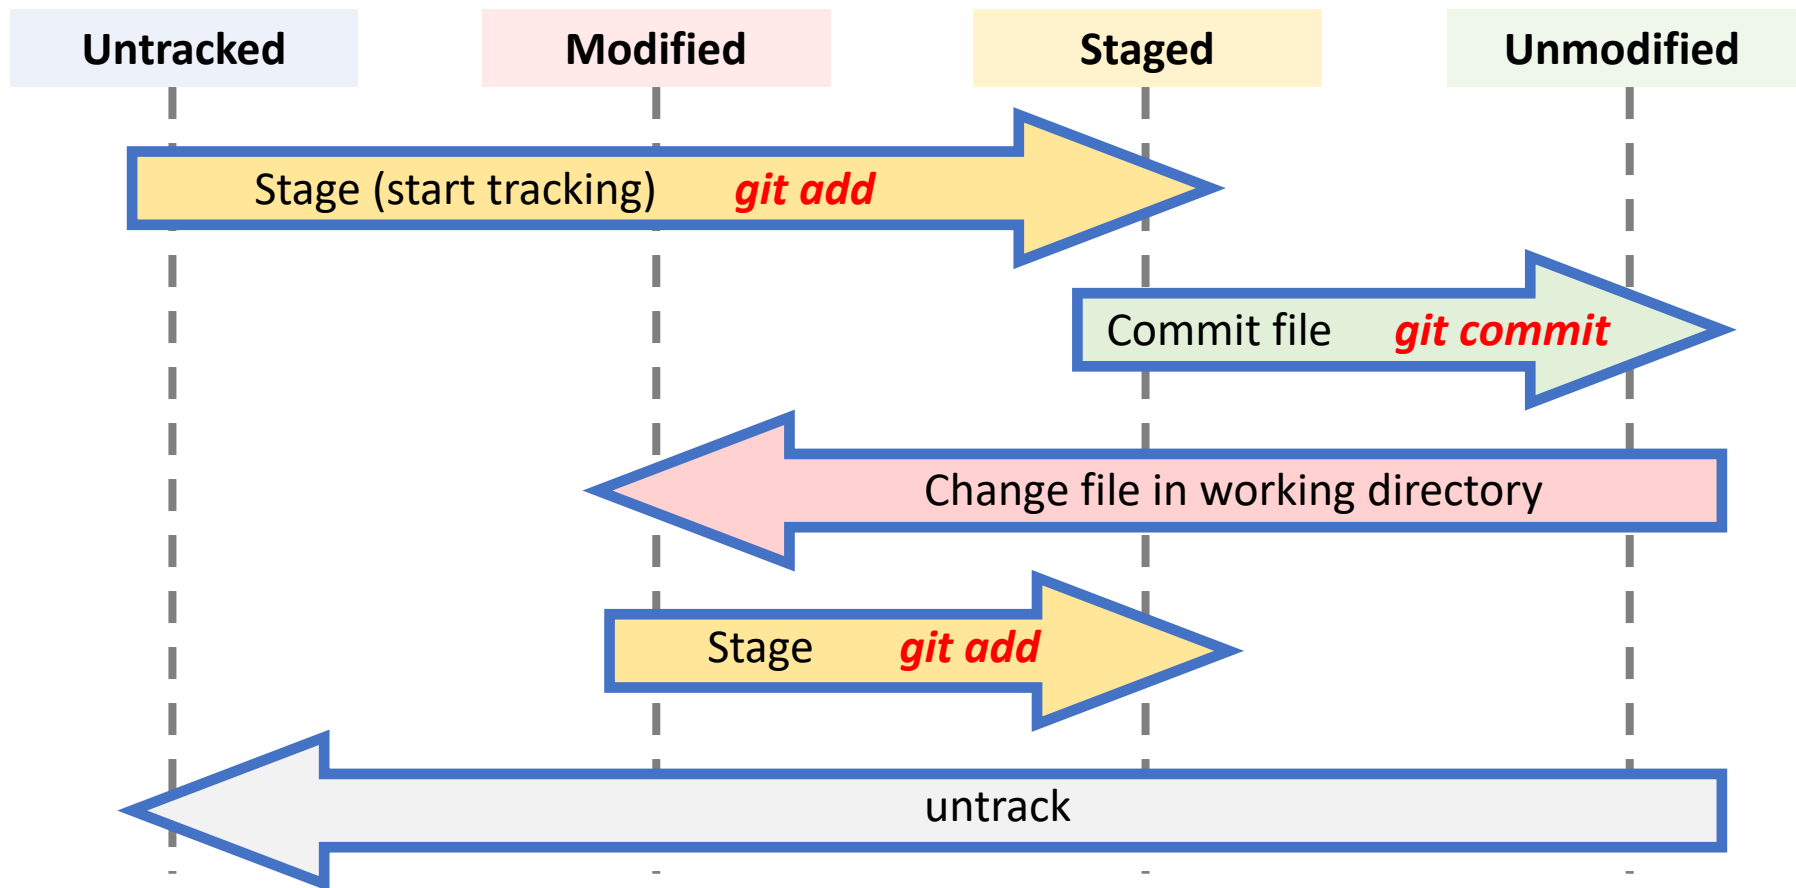 Untracked Modified Staged Unmodified
Stage (start tracking) git add
Commit file git commit
Change file in working directory
Stage git add
untrack